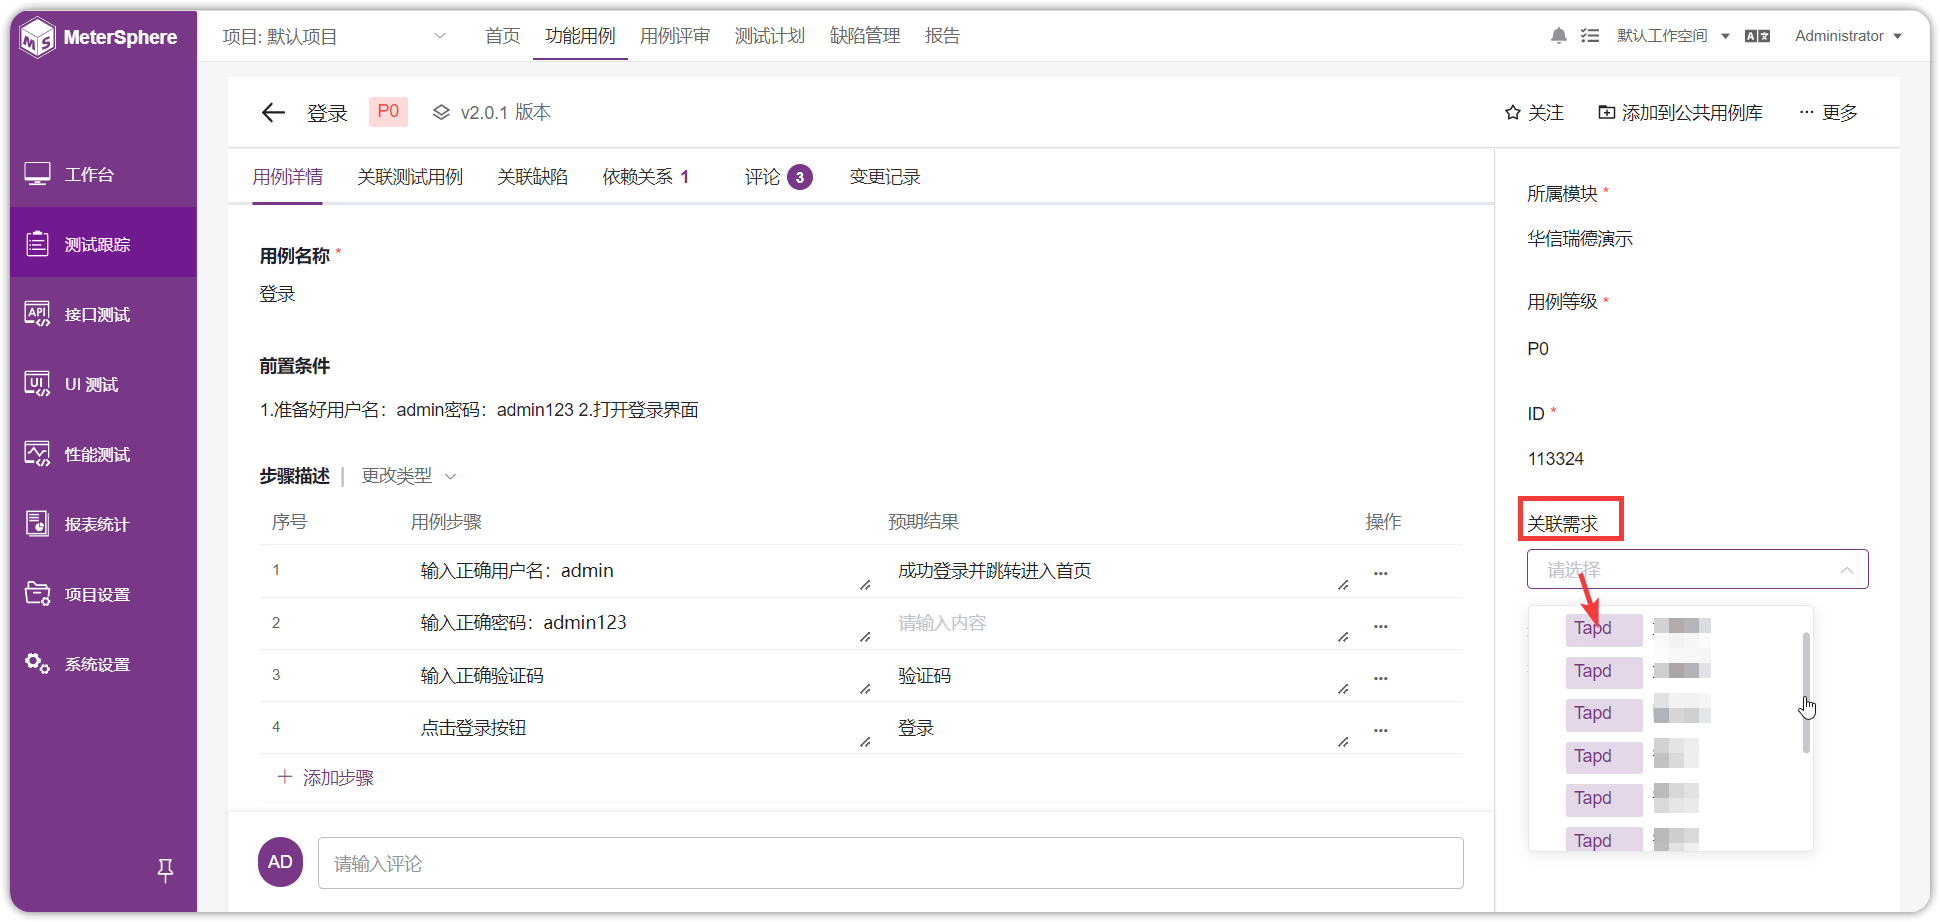 MeterSphere
项目: 默认项目
首页 功能用例 用例评审 测试计划 缺陷管理 报告
默认工作空间
Administrator
工作台
测试跟踪
接口测试
UI 测试
性能测试
报表统计
项目设置
系统设置
登录 P0 v2.0.1 版本
关注 添加到公共用例库 ··· 更多
用例详情 关联测试用例 关联缺陷 依赖关系 1 评论 3 变更记录
用例名称 *
登录
前置条件
1.准备好用户名：admin密码：admin123 2.打开登录界面
步骤描述 | 更改类型
序号 用例步骤 预期结果 操作
1 输入正确用户名：admin 成功登录并跳转进入首页 ···
2 输入正确密码：admin123 请输入内容 ···
3 输入正确验证码 验证码 ···
4 点击登录按钮 登录 ···
+ 添加步骤
AD 请输入评论
所属模块 *
华信瑞德演示
用例等级 *
P0
ID *
113324
关联需求
请选择
Tapd
Tapd
Tapd
Tapd
Tapd
Tapd